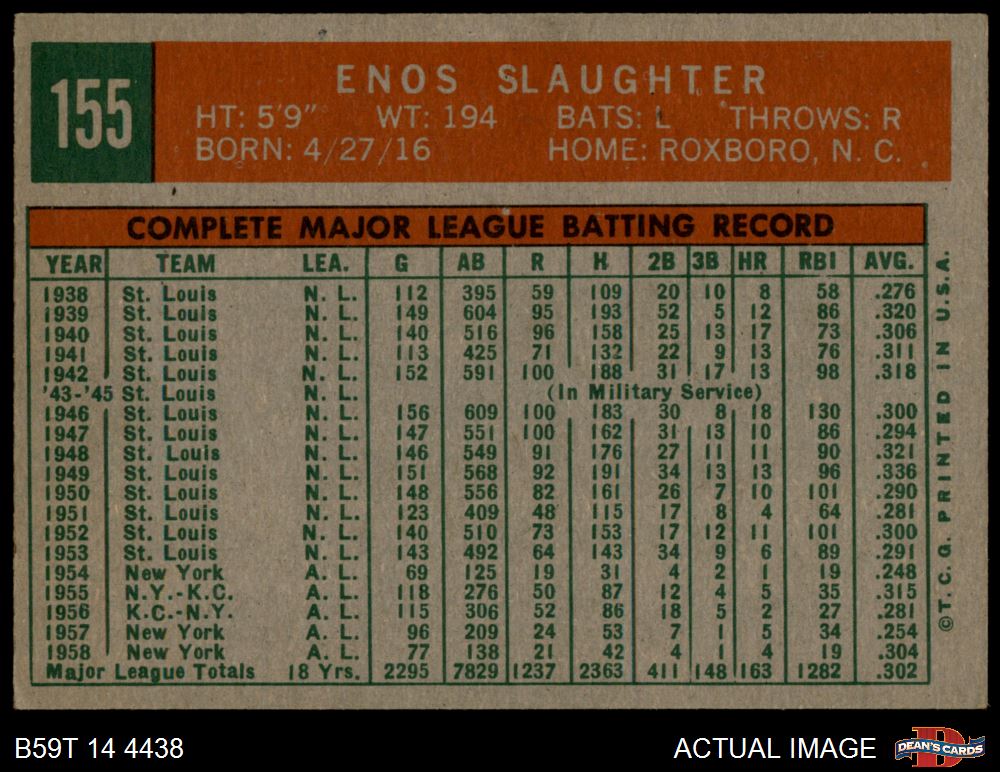 155
ENOS SLAUGHTER
HT: 5'9" WT: 194 BATS: L THROWS: R
BORN: 4/27/16 HOME: ROXBORO, N. C.
COMPLETE MAJOR LEAGUE BATTING RECORD
YEAR TEAM LEA. G AB R H 2B 3B HR RBI AVG.
1938 St. Louis N. L. 112 395 59 109 20 10 8 58 .276
1939 St. Louis N. L. 149 604 95 193 52 5 12 86 .320
1940 St. Louis N. L. 140 516 96 158 25 13 17 73 .306
1941 St. Louis N. L. 113 425 71 132 22 9 13 76 .311
1942 St. Louis N. L. 152 591 100 188 31 17 13 98 .318
'43-'45 St. Louis N. L. (In Military Service)
1946 St. Louis N. L. 156 609 100 183 30 8 18 130 .300
1947 St. Louis N. L. 147 551 100 162 31 13 10 86 .294
1948 St. Louis N. L. 146 549 91 176 27 11 11 90 .321
1949 St. Louis N. L. 151 568 92 191 34 13 13 96 .336
1950 St. Louis N. L. 148 556 82 161 26 7 10 101 .290
1951 St. Louis N. L. 123 409 48 115 17 8 4 64 .281
1952 St. Louis N. L. 140 510 73 153 17 12 11 101 .300
1953 St. Louis N. L. 143 492 64 143 34 9 6 89 .291
1954 New York A. L. 69 125 19 31 4 2 1 19 .248
1955 N.Y.-K.C. A. L. 118 276 50 87 12 4 5 35 .315
1956 K.C.-N.Y. A. L. 115 306 52 86 18 5 2 27 .281
1957 New York A. L. 96 209 24 53 7 1 5 34 .254
1958 New York A. L. 77 138 21 42 4 1 4 19 .304
Major League Totals 18 Yrs. 2295 7829 1237 2363 411 148 163 1282 .302
©T. C. G. PRINTED IN U.S.A.
B59T 14 4438
ACTUAL IMAGE
DEAN'S CARDS